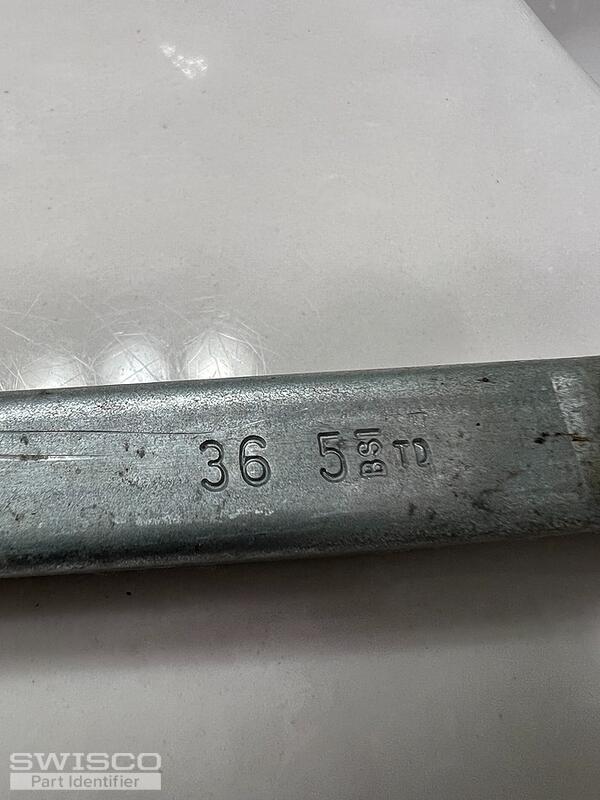 36 5 BSI TD
SWISCO
Part Identifier